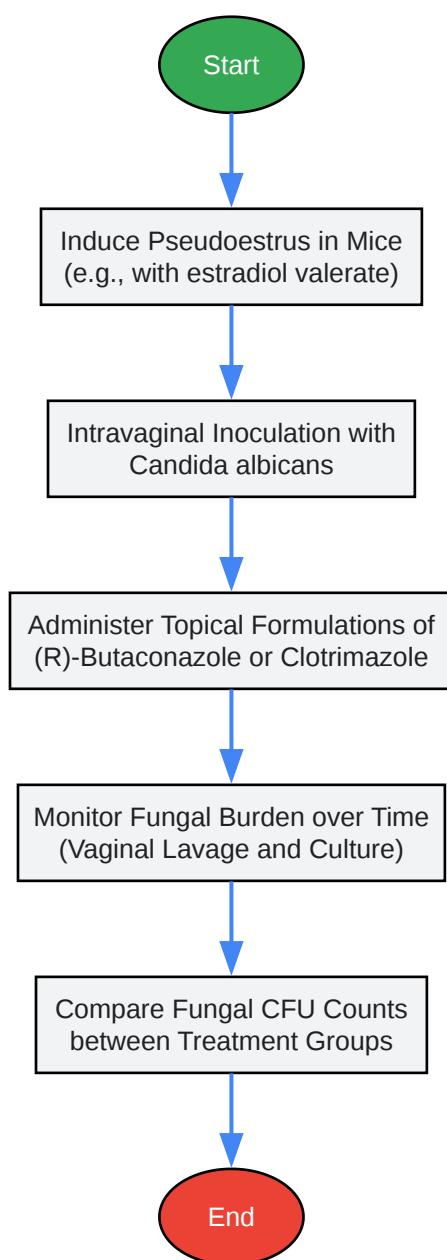 Start
Induce Pseudoestrus in Mice
(e.g., with estradiol valerate)
Intravaginal Inoculation with
Candida albicans
Administer Topical Formulations of
(R)-Butaconazole or Clotrimazole
Monitor Fungal Burden over Time
(Vaginal Lavage and Culture)
Compare Fungal CFU Counts
between Treatment Groups
End